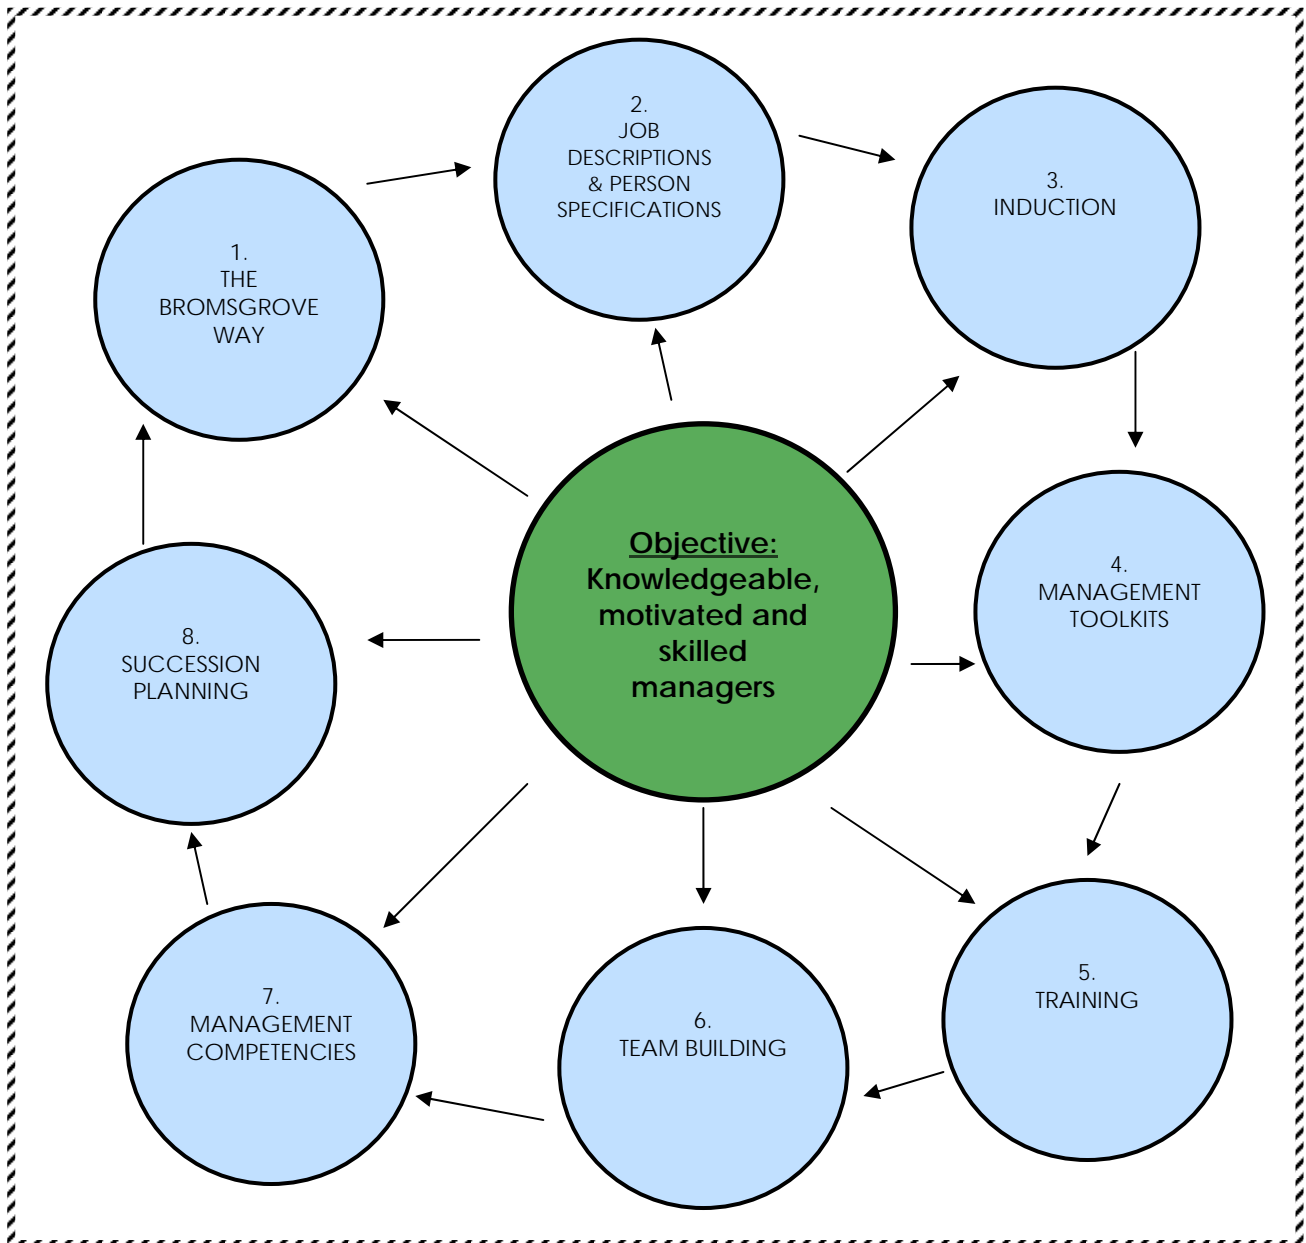 1.
THE
BROMSGROVE
WAY
2.
JOB
DESCRIPTIONS
& PERSON
SPECIFICATIONS
3.
INDUCTION
4.
MANAGEMENT
TOOLKITS
5.
TRAINING
6.
TEAM BUILDING
7.
MANAGEMENT
COMPETENCIES
8.
SUCCESSION
PLANNING
Objective:
Knowledgeable,
motivated and
skilled
managers